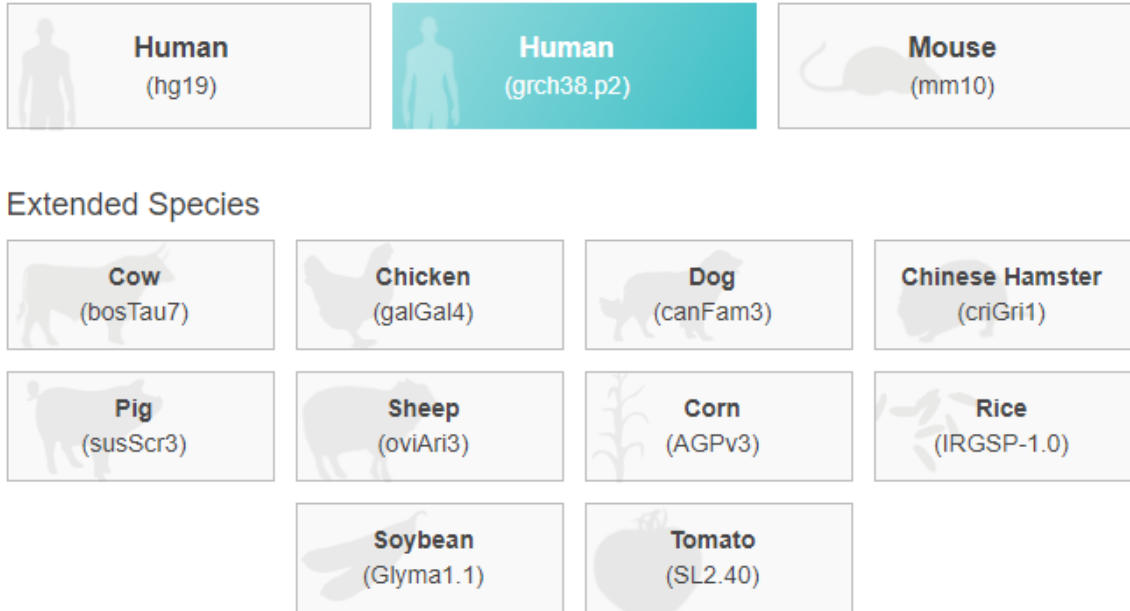 Human
(hg19)
Human
(grch38.p2)
Mouse
(mm10)
Extended Species
Cow
(bosTau7)
Chicken
(galGal4)
Dog
(canFam3)
Chinese Hamster
(criGri1)
Pig
(susScr3)
Sheep
(oviAri3)
Corn
(AGPv3)
Rice
(IRGSP-1.0)
Soybean
(Glyma1.1)
Tomato
(SL2.40)